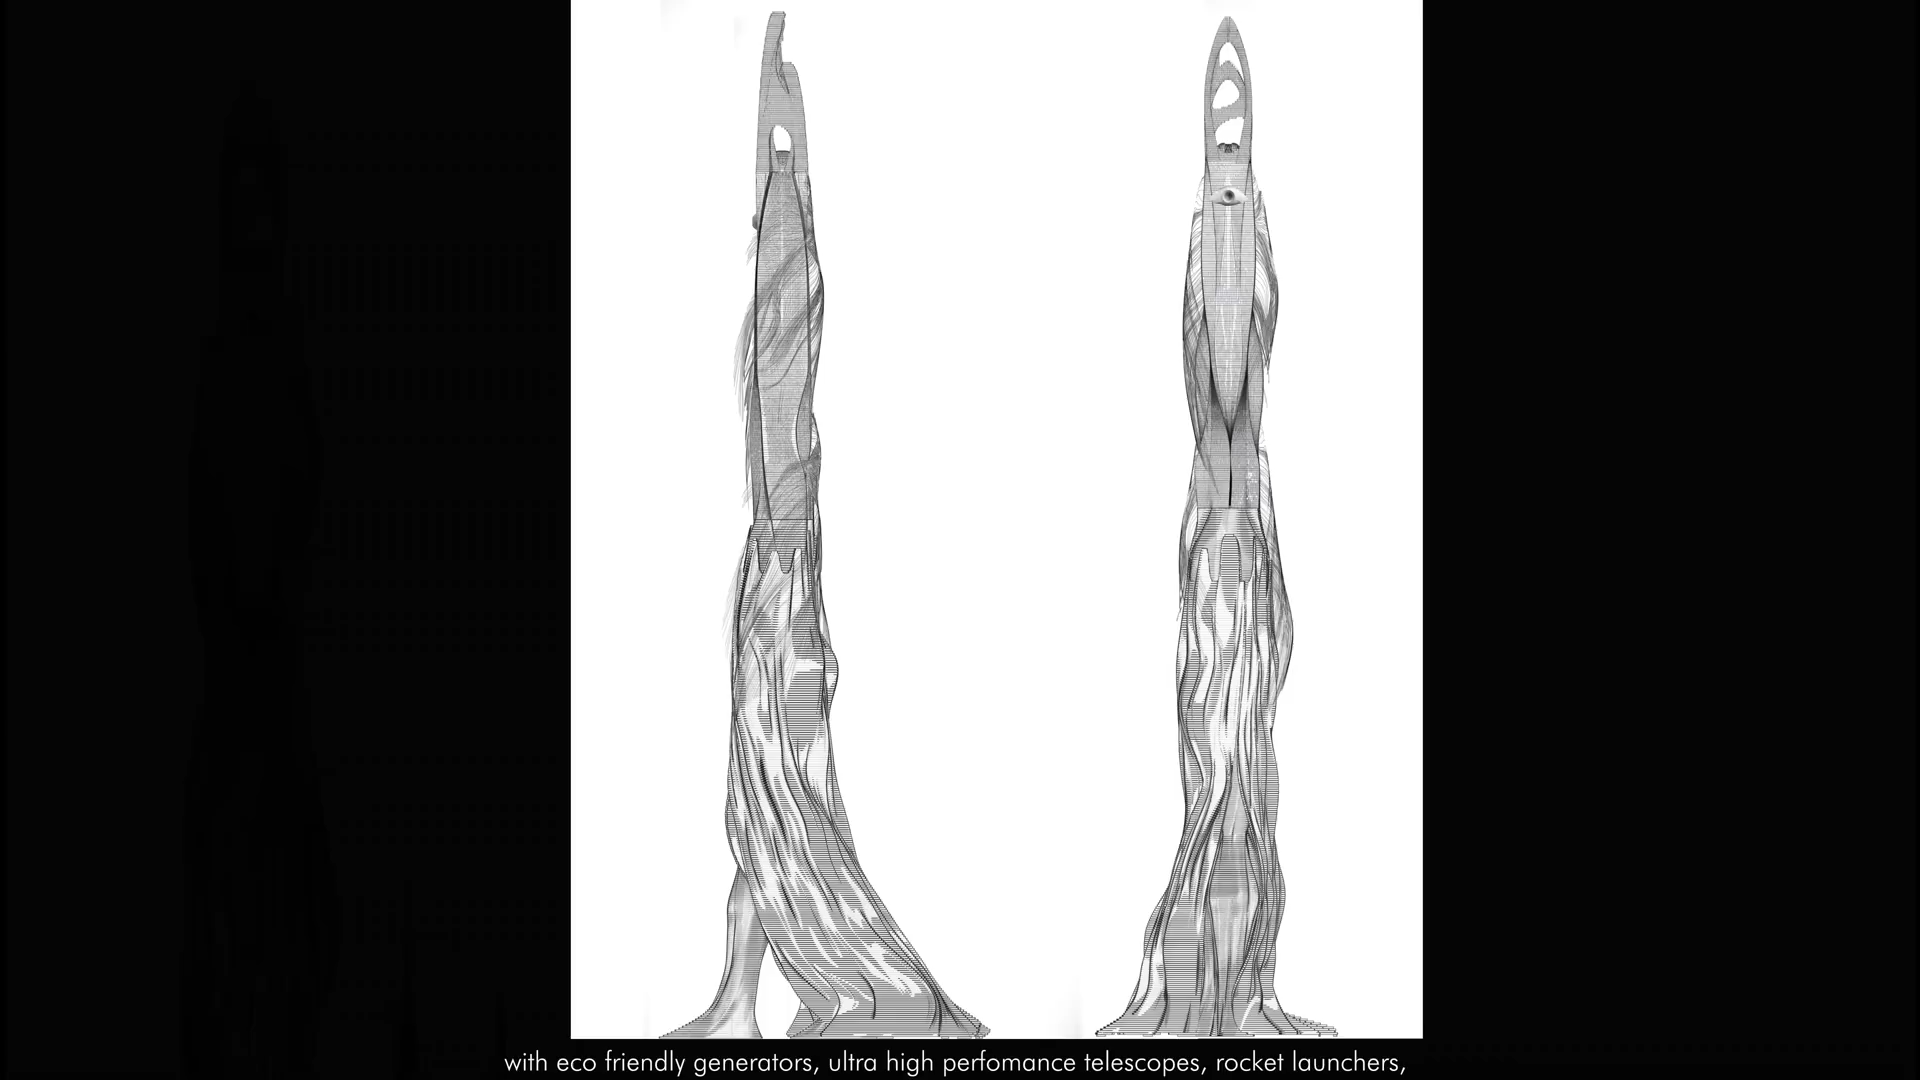 with eco friendly generators, ultra high perfomance telescopes, rocket launchers,